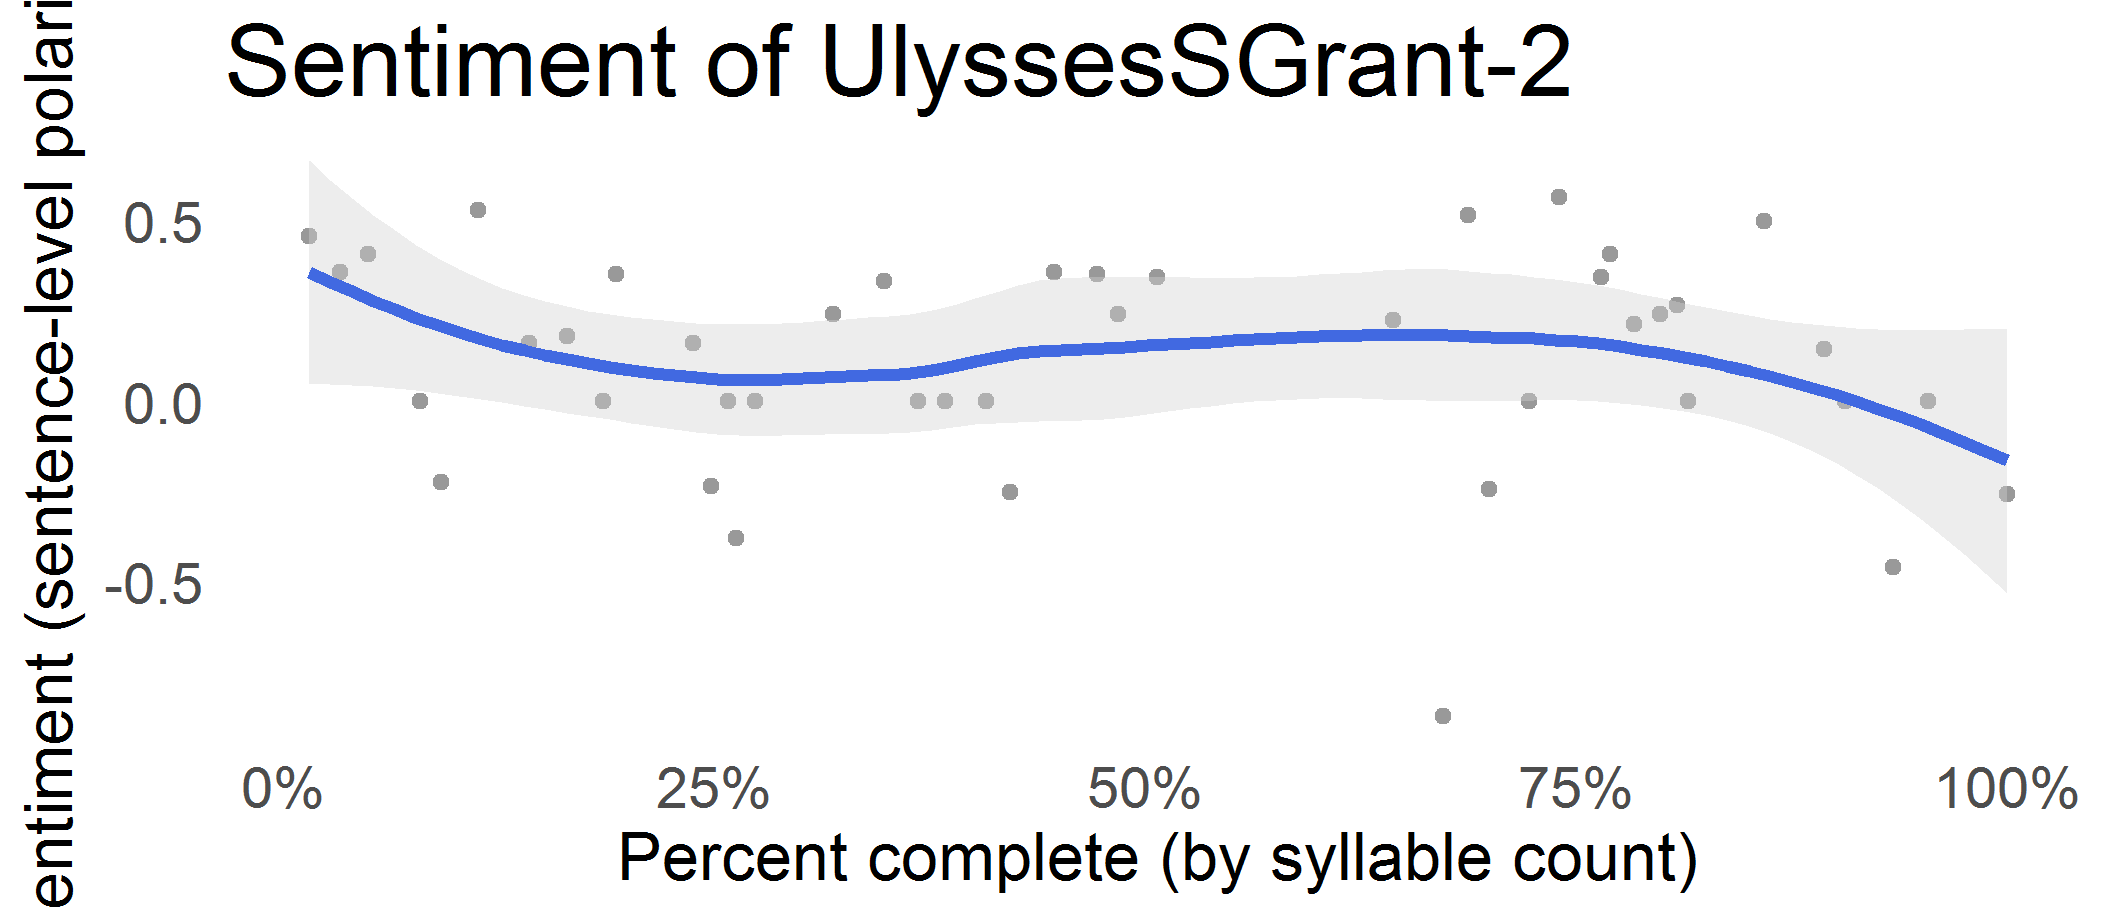 Sentiment of UlyssesSGrant-2
entiment (sentence-level polari
0.5
0.0
-0.5
0% 25% 50% 75% 100%
Percent complete (by syllable count)